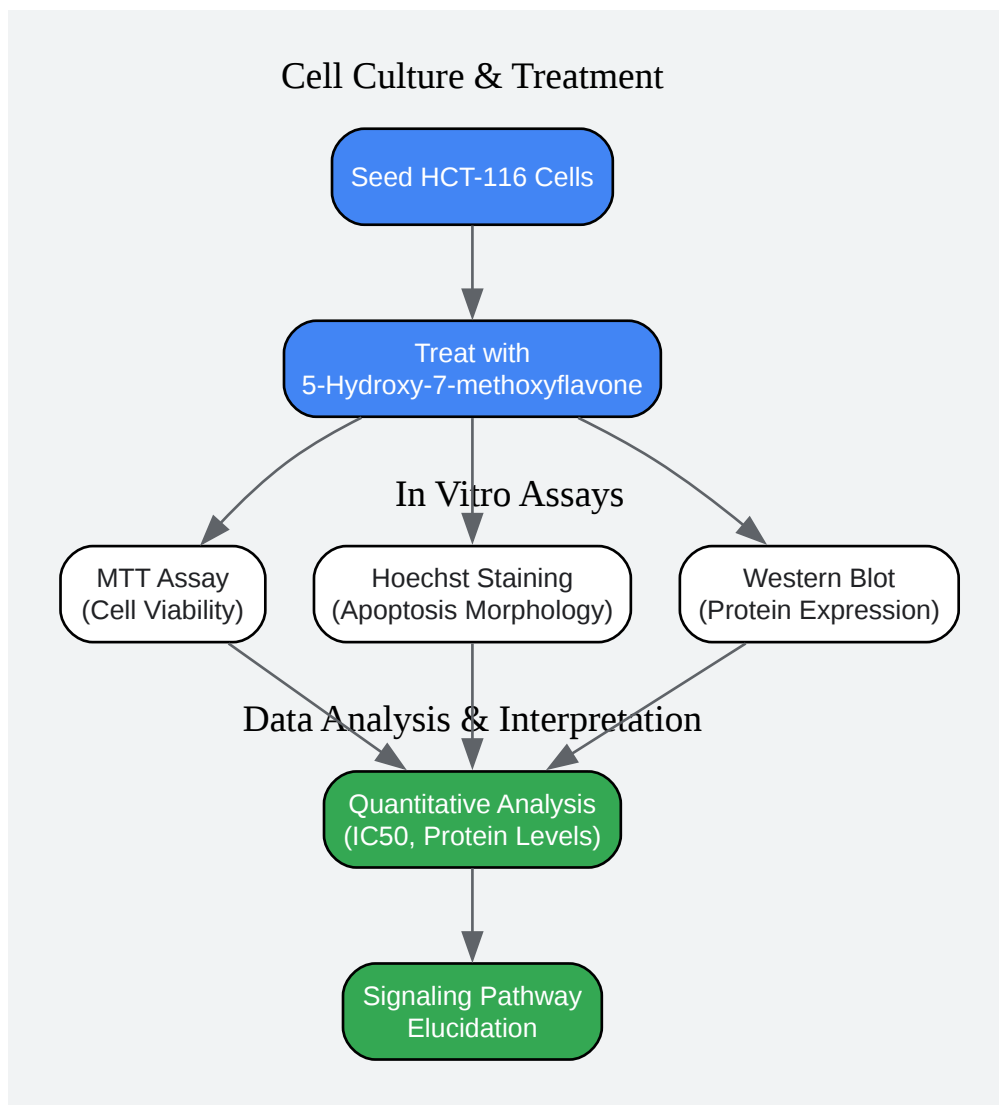 Cell Culture & Treatment
Seed HCT-116 Cells
Treat with
5-Hydroxy-7-methoxyflavone
In Vitro Assays
MTT Assay
(Cell Viability)
Hoechst Staining
(Apoptosis Morphology)
Western Blot
(Protein Expression)
Data Analysis & Interpretation
Quantitative Analysis
(IC50, Protein Levels)
Signaling Pathway
Elucidation